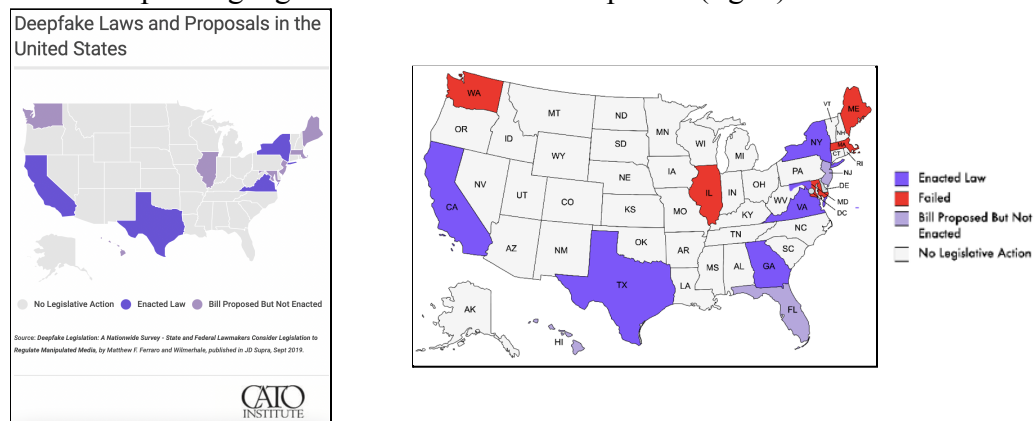 Deepfake Laws and Proposals in the
United States
No Legislative Action
Enacted Law
Bill Proposed But Not Enacted
Source: Deepfake Legislation: A Nationwide Survey - State and Federal Lawmakers Consider Legislation to
Regulate Manipulated Media, by Matthew F. Ferraro and Wilmerhale, published in JD Supra, Sept 2019.
CATO
INSTITUTE
WA
MT
ND
MN
VT
ME
OR
ID
SD
WI
MI
NY
NH
MA
WY
CT
RI
NE
IA
PA
NJ
NV
UT
IL
IN
OH
DE
CA
CO
KS
MO
WV
VA
MD
KY
DC
NC
AZ
NM
OK
AR
TN
SC
MS
AL
GA
TX
LA
AK
FL
HI
Enacted Law
Failed
Bill Proposed But Not
Enacted
No Legislative Action